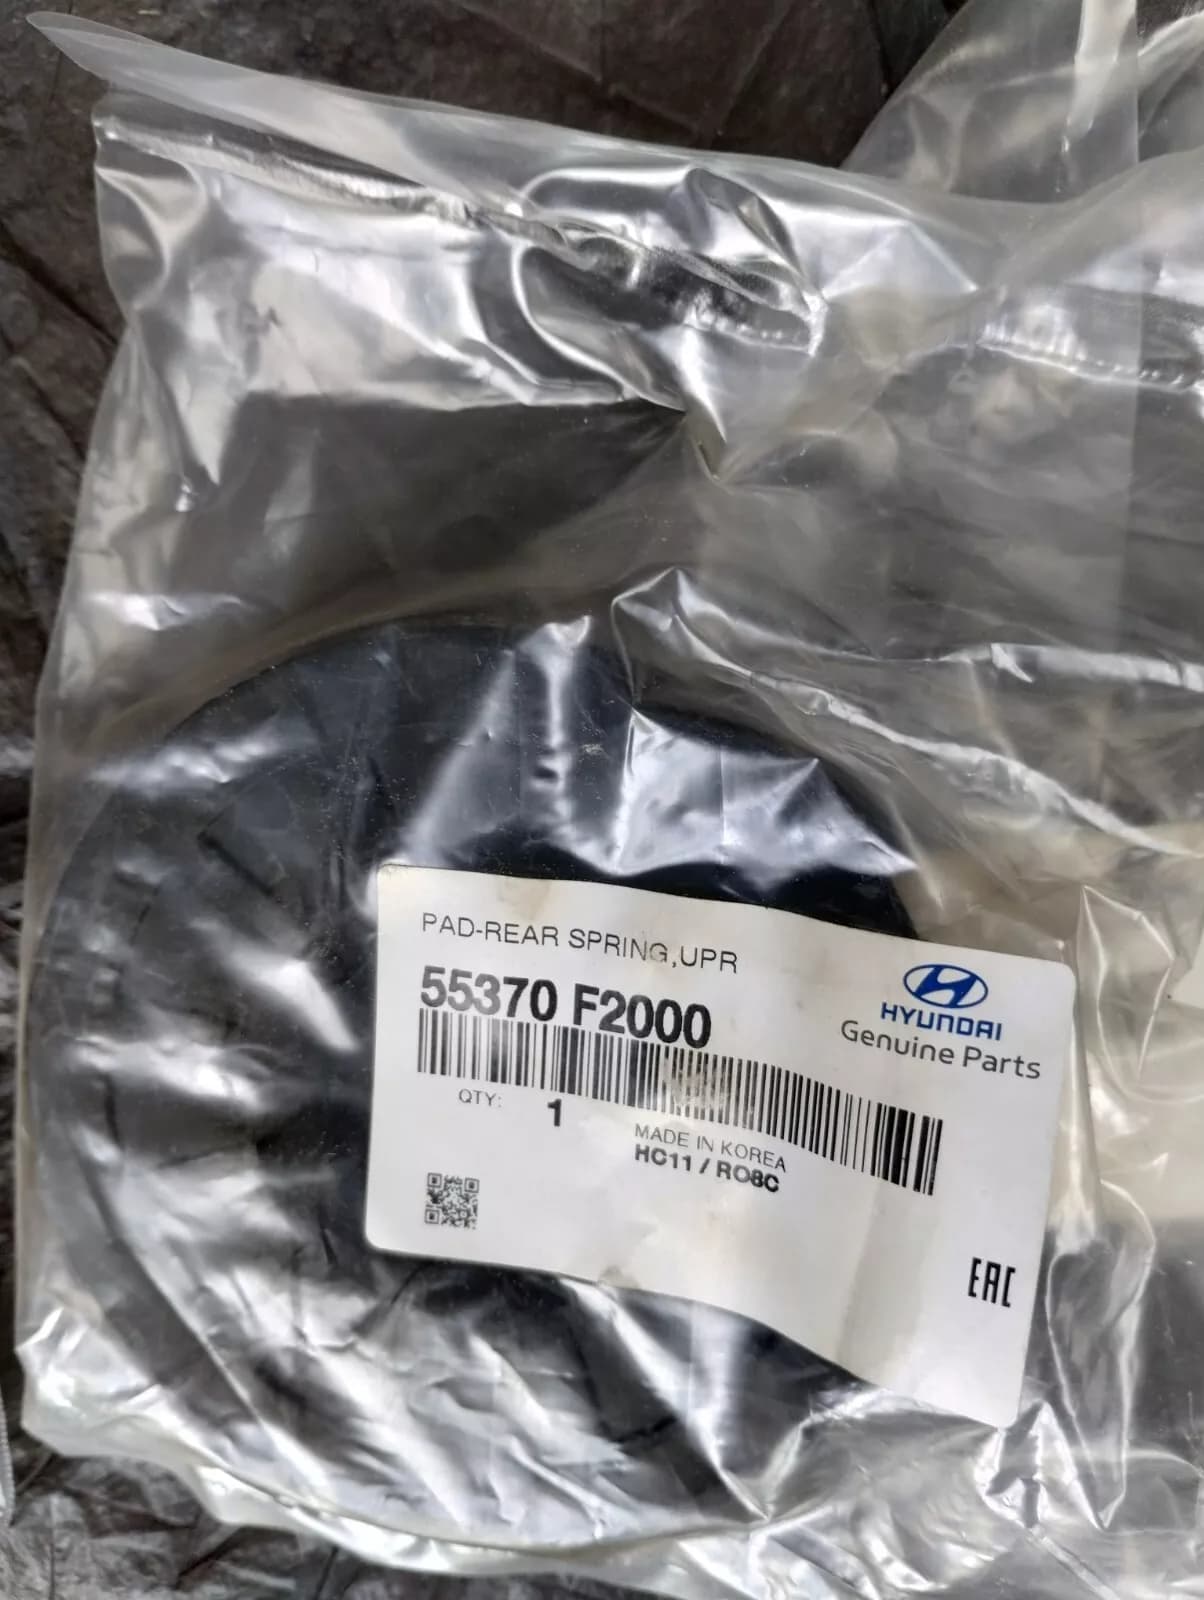 PAD-REAR SPRING,UPR
55370 F2000
HYUNDAI
Genuine Parts
QTY: 1
MADE IN KOREA
HC11 / RO8C
EAC